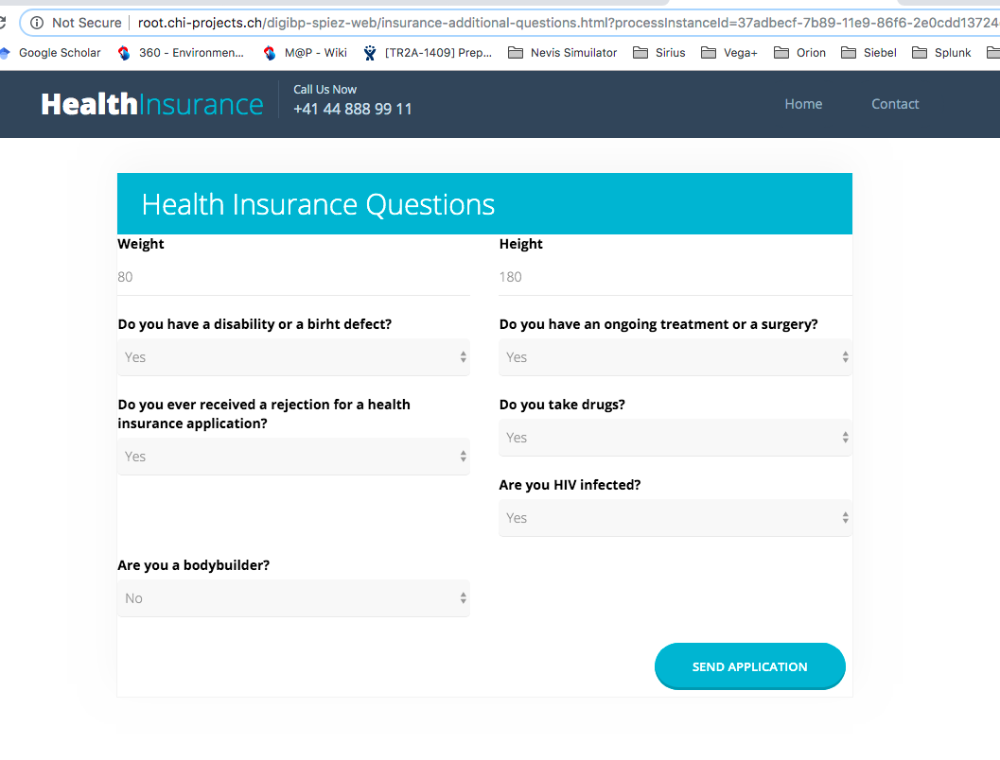 Not Secure root.chi-projects.ch/digibp-spiez-web/insurance-additional-questions.html?processInstanceId=37adbecf-7b89-11e9-86f6-2e0cdd13724
Google Scholar 360 - Environmen... M@P - Wiki [TR2A-1409] Prep... Nevis Simuilator Sirius Vega+ Orion Siebel Splunk
HealthInsurance
Call Us Now
+41 44 888 99 11
Home Contact
Health Insurance Questions
Weight Height
80 180
Do you have a disability or a birht defect? Do you have an ongoing treatment or a surgery?
Yes Yes
Do you ever received a rejection for a health
insurance application?
Do you take drugs?
Yes
Yes
Are you HIV infected?
Yes
Are you a bodybuilder?
No
SEND APPLICATION